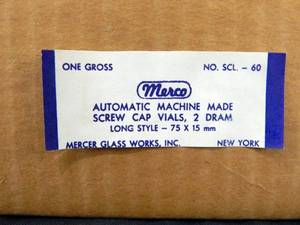 ONE GROSS NO. SCL. - 60
Merco
AUTOMATIC MACHINE MADE
SCREW CAP VIALS, 2 DRAM
LONG STYLE - 75 X 15 mm
MERCER GLASS WORKS, INC. NEW YORK